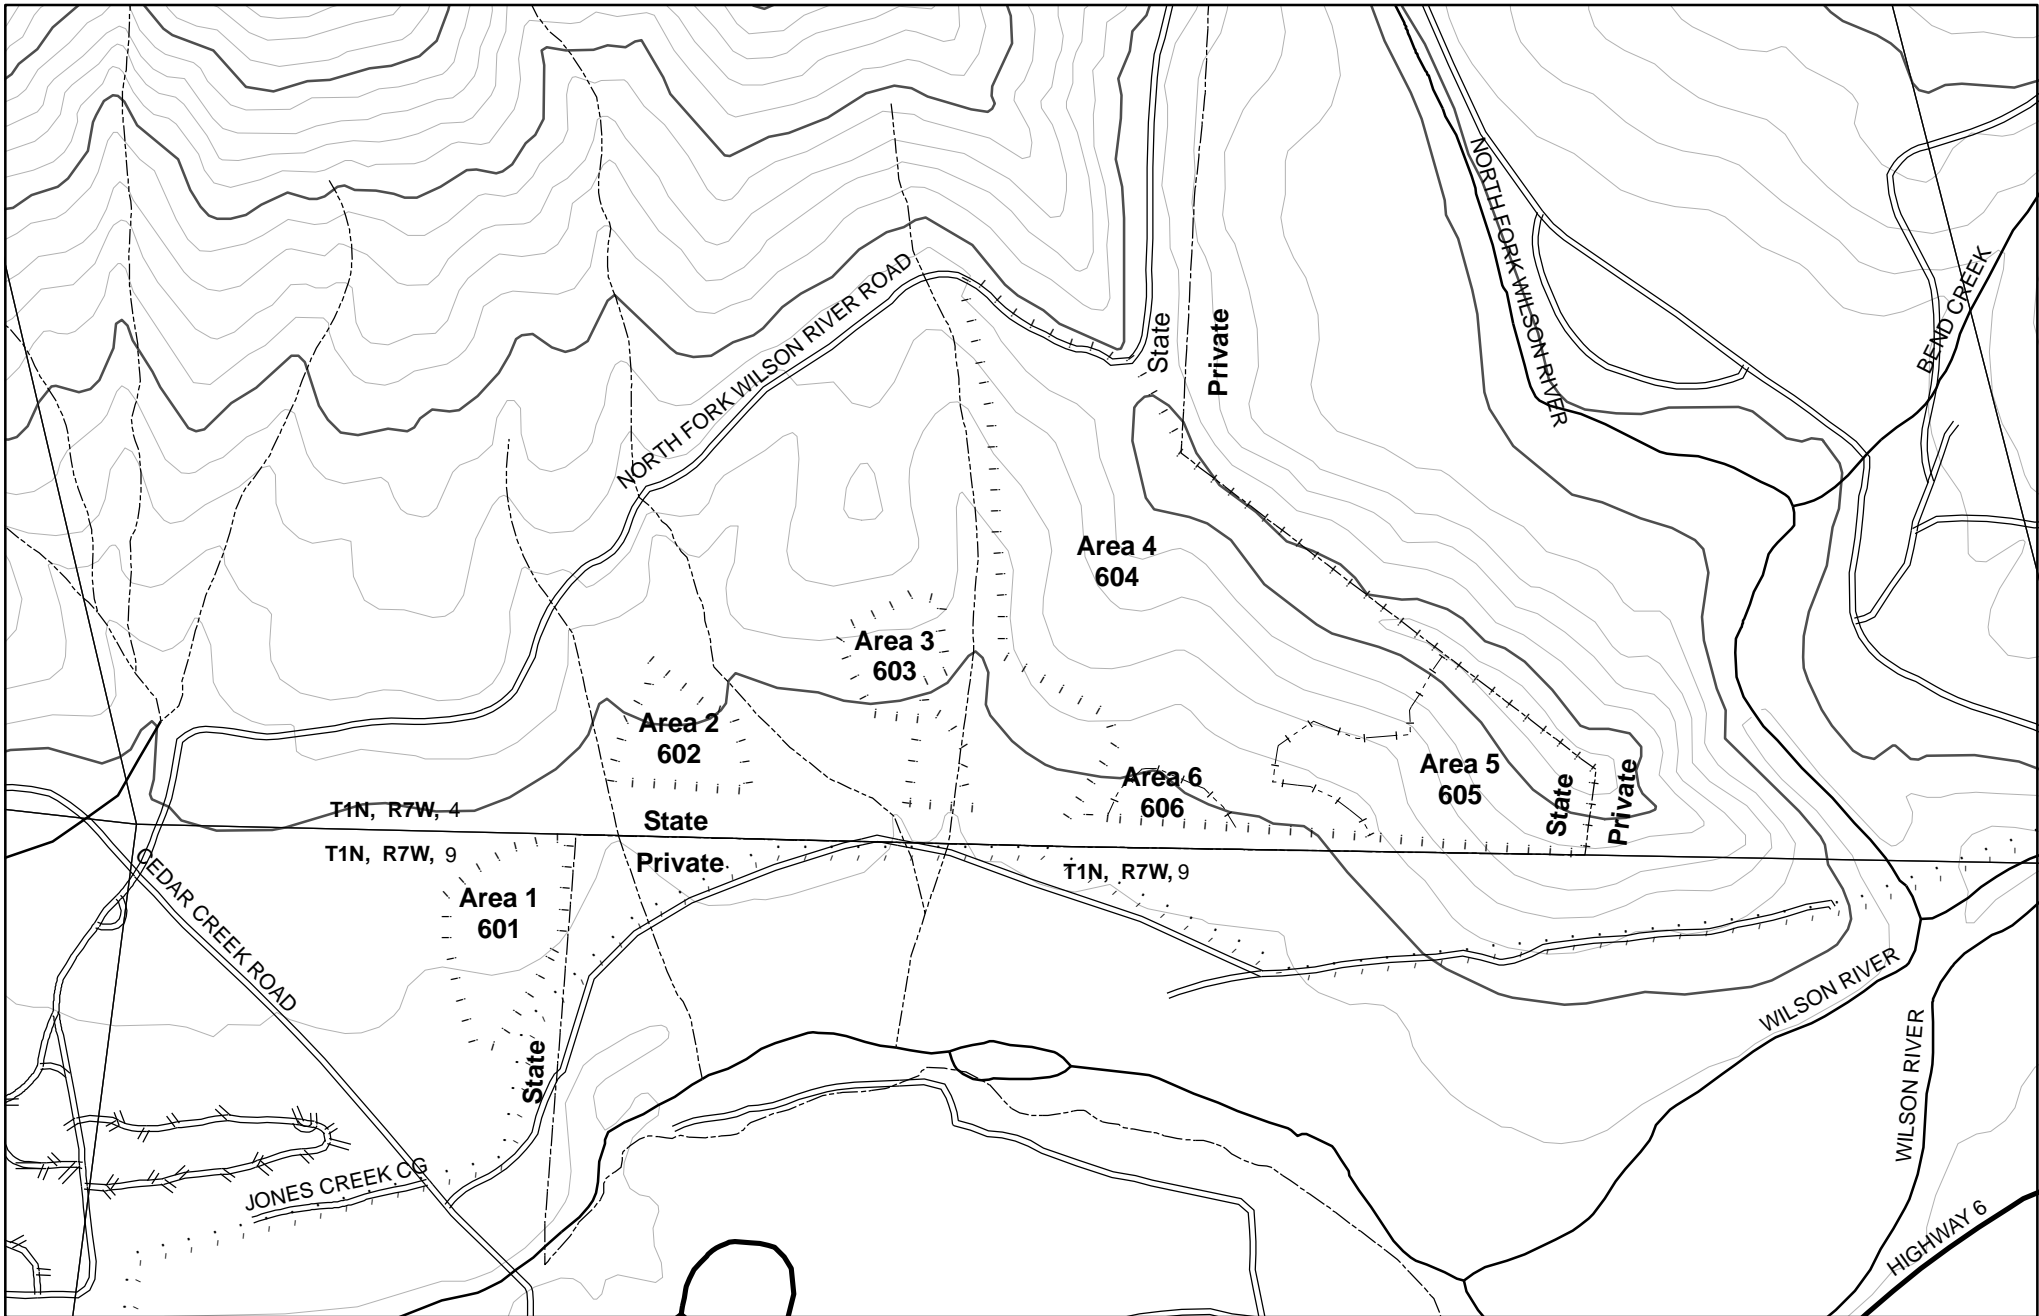 NORTH FORK WILSON RIVER ROAD
State
Private
NORTH FORK WILSON RIVER
BEND CREEK
Area 4
604
Area 3
603
Area 2
602
Area 6
606
Area 5
605
State
Private
T1N, R7W, 4
State
T1N, R7W, 9
Private
T1N, R7W, 9
CEDAR CREEK ROAD
Area 1
601
State
WILSON RIVER
WILSON RIVER
JONES CREEK CG
HIGHWAY 6